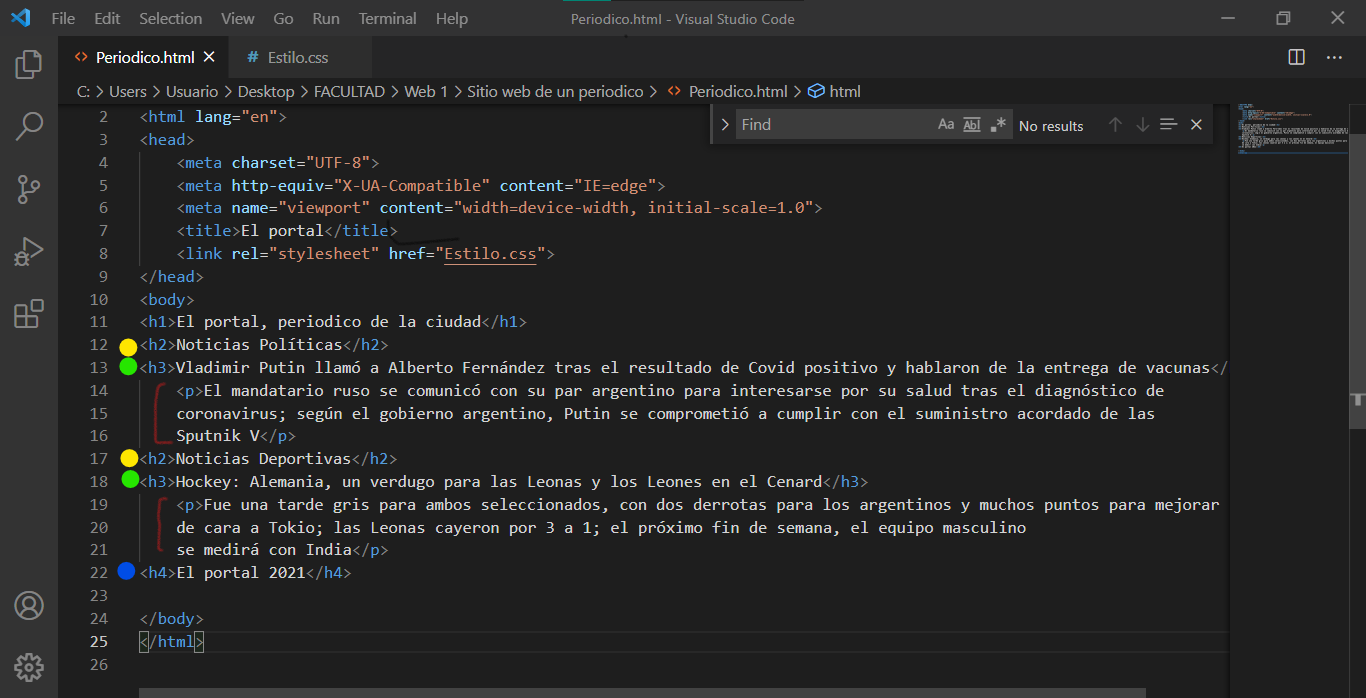 File Edit Selection View Go Run Terminal Help Periodico.html - Visual Studio Code
Periodico.html # Estilo.css
C: > Users > Usuario > Desktop > FACULTAD > Web 1 > Sitio web de un periodico > Periodico.html > html
Find Aa Abl .* No results
2 <html lang="en">
3 <head>
4 <meta charset="UTF-8">
5 <meta http-equiv="X-UA-Compatible" content="IE=edge">
6 <meta name="viewport" content="width=device-width, initial-scale=1.0">
7 <title>El portal</title>
8 <link rel="stylesheet" href="Estilo.css">
9 </head>
10 <body>
11 <h1>El portal, periodico de la ciudad</h1>
12 <h2>Noticias Políticas</h2>
13 <h3>Vladimir Putin llamó a Alberto Fernández tras el resultado de Covid positivo y hablaron de la entrega de vacunas</
14 <p>El mandatario ruso se comunicó con su par argentino para interesarse por su salud tras el diagnóstico de
15 coronavirus; según el gobierno argentino, Putin se comprometió a cumplir con el suministro acordado de las
16 Sputnik V</p>
17 <h2>Noticias Deportivas</h2>
18 <h3>Hockey: Alemania, un verdugo para las Leonas y los Leones en el Cenard</h3>
19 <p>Fue una tarde gris para ambos seleccionados, con dos derrotas para los argentinos y muchos puntos para mejorar
20 de cara a Tokio; las Leonas cayeron por 3 a 1; el próximo fin de semana, el equipo masculino
21 se medirá con India</p>
22 <h4>El portal 2021</h4>
23
24 </body>
25 </html>
26